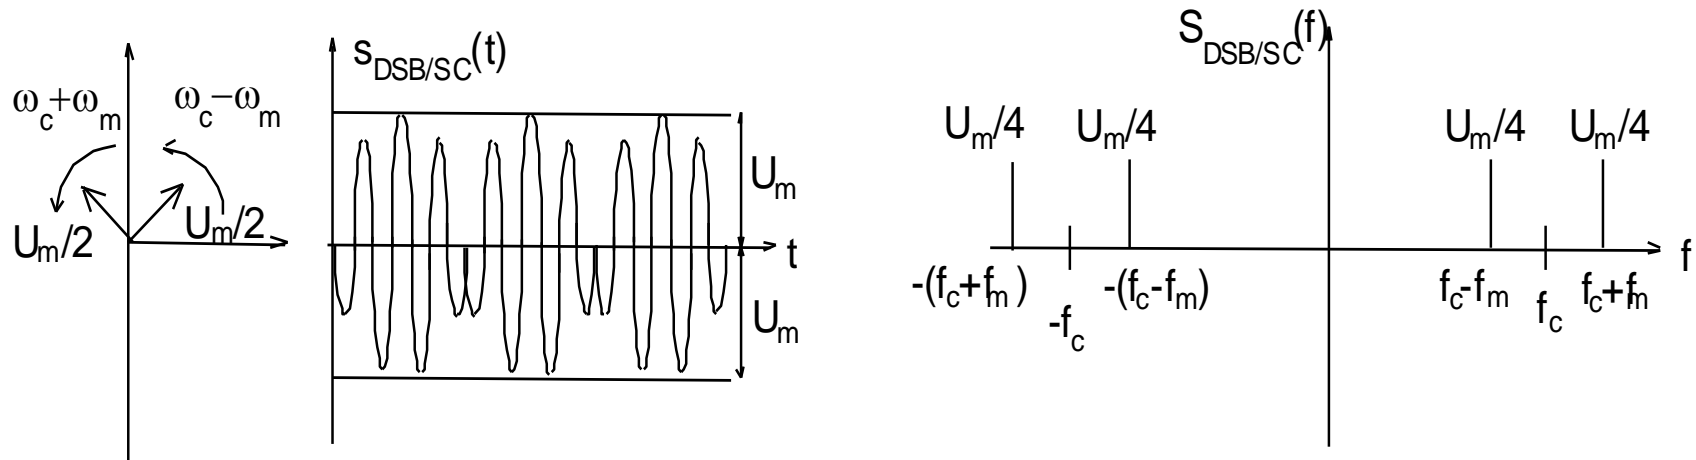 ω_c+ω_m
ω_c−ω_m
U_m/2
U_m/2
s_DSB/SC(t)
U_m
t
U_m
S_DSB/SC(f)
U_m/4
U_m/4
U_m/4
U_m/4
f
-(f_c+f_m)
-f_c
-(f_c-f_m)
f_c-f_m
f_c
f_c+f_m